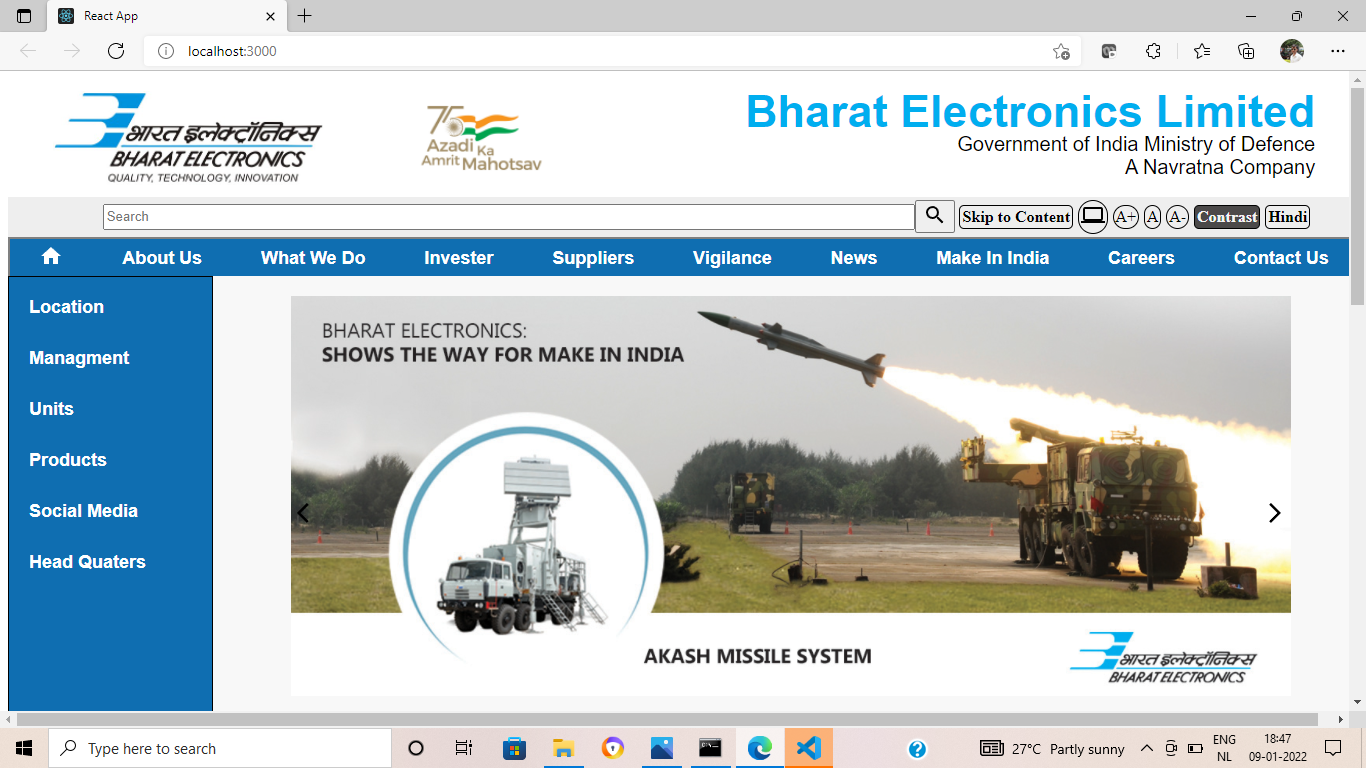 React App
localhost:3000
भारत इलेक्ट्रॉनिक्स
BHARAT ELECTRONICS
QUALITY, TECHNOLOGY, INNOVATION
75
Azadi Ka
Amrit Mahotsav
Bharat Electronics Limited
Government of India Ministry of Defence
A Navratna Company
Search
Skip to Content A+ A A- Contrast Hindi
About Us What We Do Invester Suppliers Vigilance News Make In India Careers Contact Us
Location
Managment
Units
Products
Social Media
Head Quaters
BHARAT ELECTRONICS:
SHOWS THE WAY FOR MAKE IN INDIA
AKASH MISSILE SYSTEM
भारत इलेक्ट्रॉनिक्स
BHARAT ELECTRONICS
Type here to search
27°C Partly sunny
ENG
NL
18:47
09-01-2022